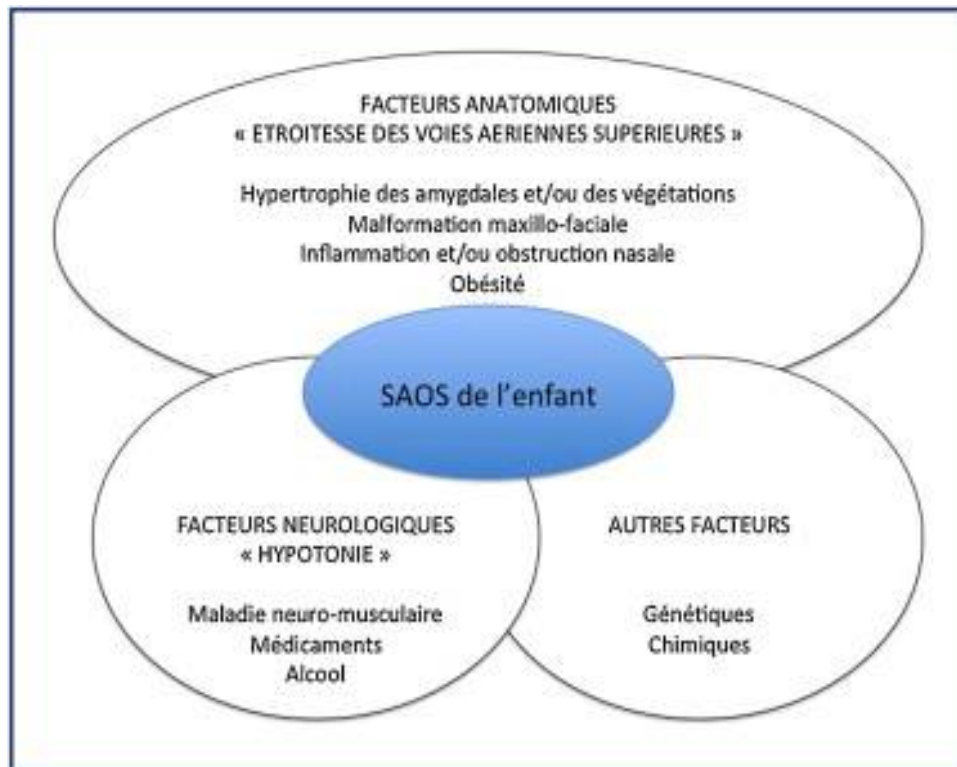 FACTEURS ANATOMIQUES
« ETROITESSE DES VOIES AERIENNES SUPERIEURES »
Hypertrophie des amygdales et/ou des végétations
Malformation maxillo-faciale
Inflammation et/ou obstruction nasale
Obésité
SAOS de l'enfant
FACTEURS NEUROLOGIQUES
« HYPOTONIE »
Maladie neuro-musculaire
Médicaments
Alcool
AUTRES FACTEURS
Génétiques
Chimiques